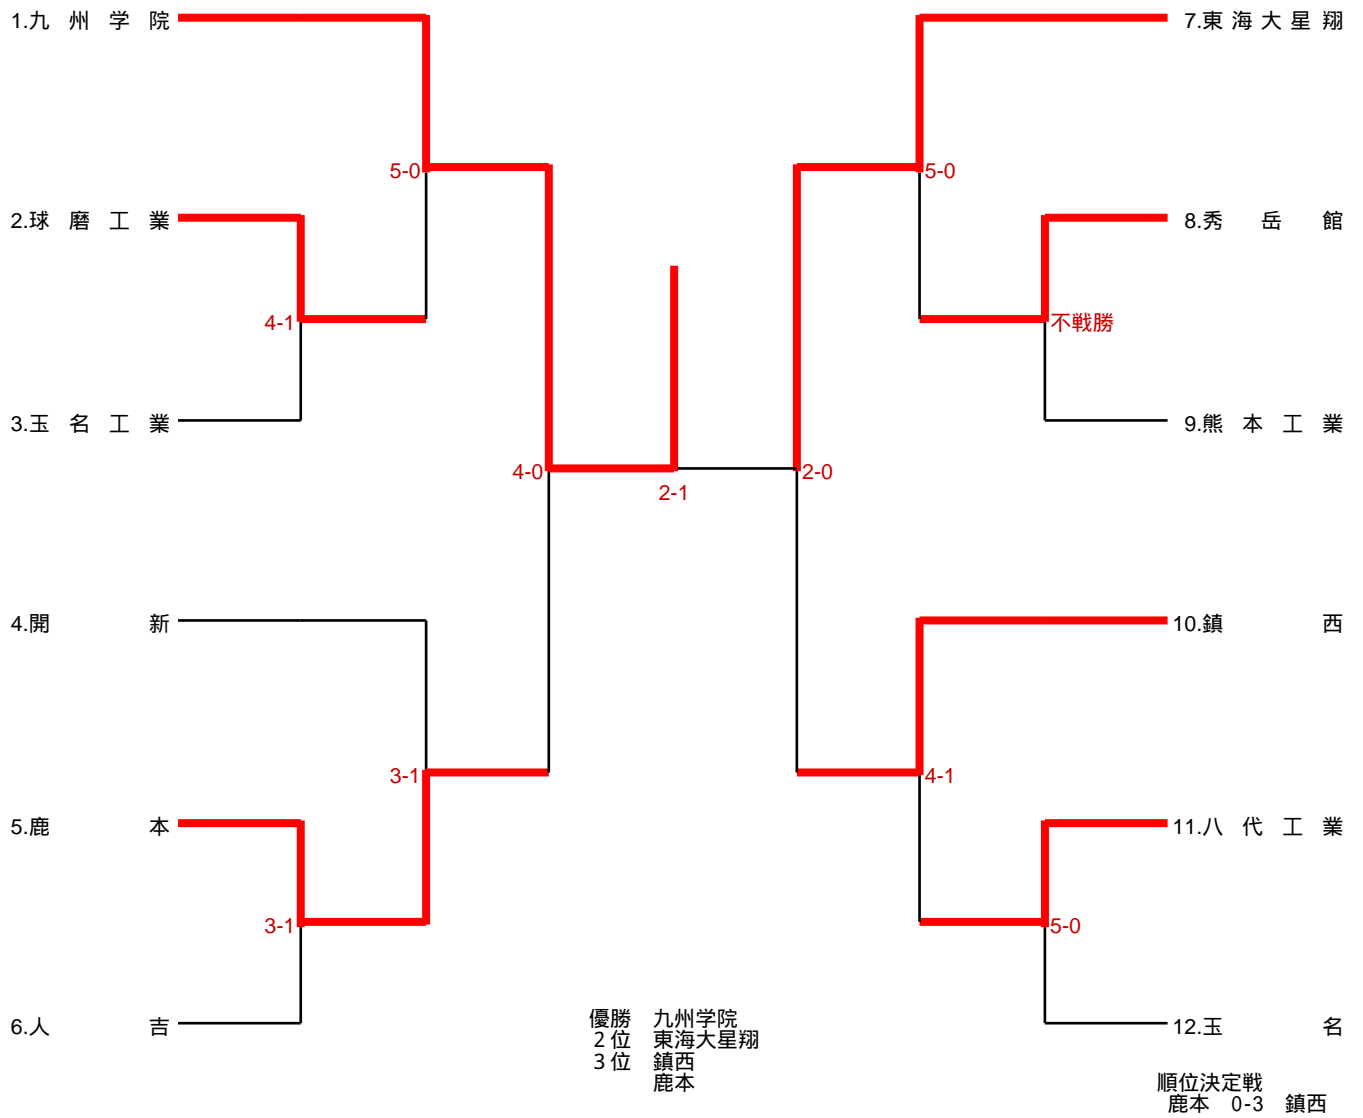 1.九州学院
7.東海大星翔
5-0
5-0
2.球磨工業
8.秀岳館
4-1
不戦勝
3.玉名工業
9.熊本工業
4-0
2-1
2-0
4.開新
10.鎮西
3-1
4-1
5.鹿本
11.八代工業
3-1
5-0
6.人吉
12.玉名
優勝 九州学院
2位 東海大星翔
3位 鎮西
鹿本
順位決定戦
鹿本 0-3 鎮西